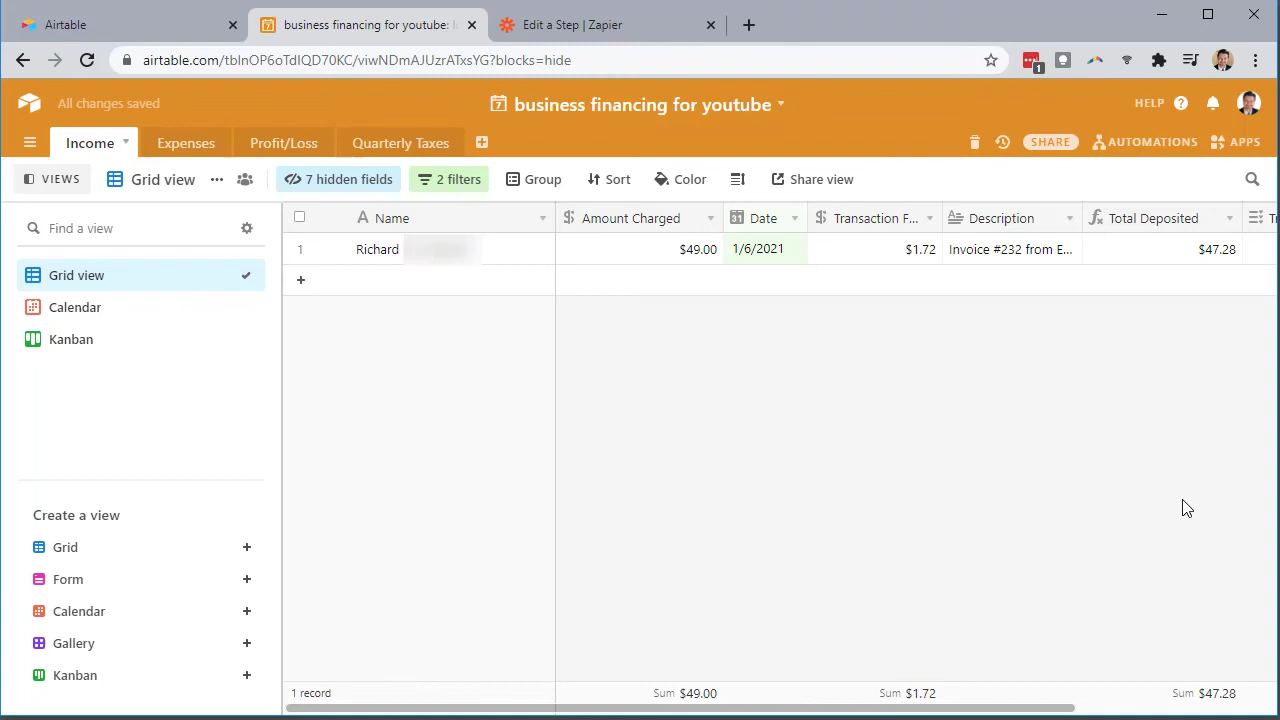 Airtable
business financing for youtube: I
Edit a Step | Zapier
airtable.com/tblnOP6oTdIQD70KC/viwNDmAJUzrATxsYG?blocks=hide
1
All changes saved
7
business financing for youtube
HELP
Income
Expenses
Profit/Loss
Quarterly Taxes
SHARE
AUTOMATIONS
APPS
VIEWS
Grid view
7 hidden fields
2 filters
Group
Sort
Color
Share view
Find a view
Grid view
Calendar
Kanban
Create a view
Grid
Form
Calendar
Gallery
Kanban
Name
Amount Charged
Date
Transaction F...
Description
Total Deposited
1
Richard
$49.00
1/6/2021
$1.72
Invoice #232 from E...
$47.28
1 record
Sum $49.00
Sum $1.72
Sum $47.28